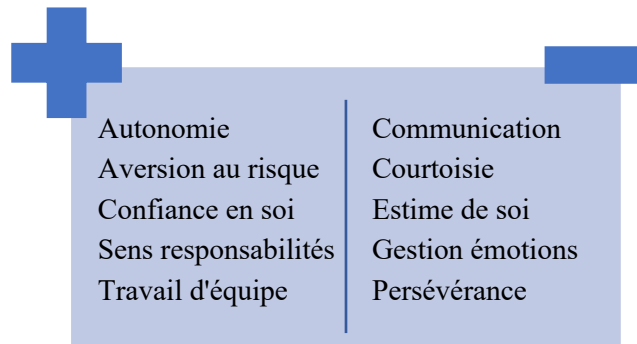 Autonomie
Aversion au risque
Confiance en soi
Sens responsabilités
Travail d'équipe
Communication
Courtoisie
Estime de soi
Gestion émotions
Persévérance